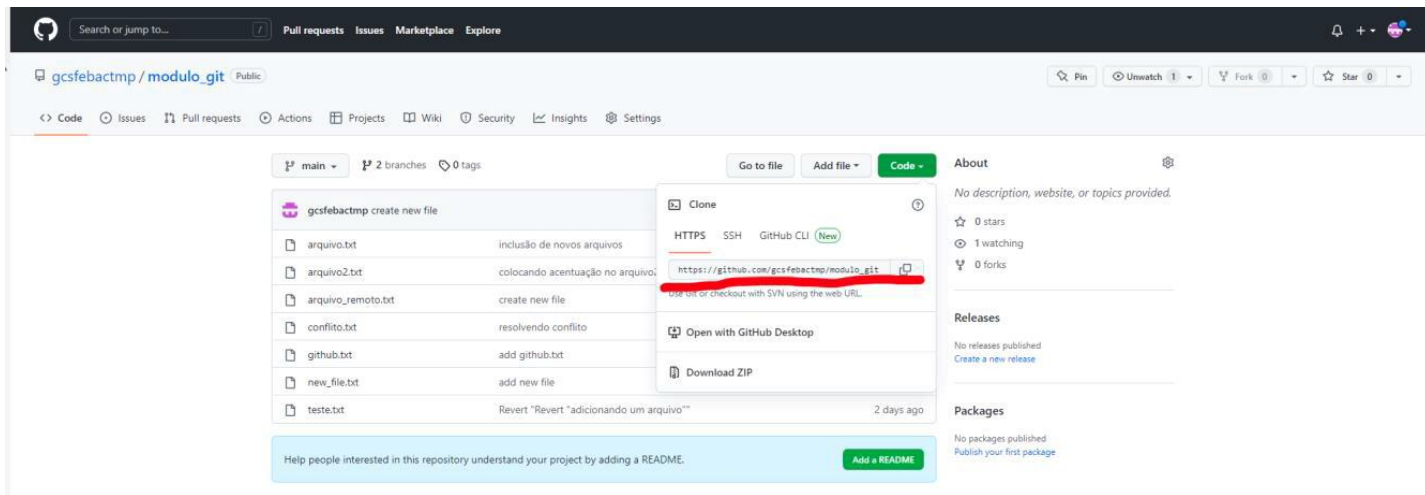 Search or jump to... /
Pull requests Issues Marketplace Explore
gcsfebactmp / modulo_git Public
Pin Unwatch 1 Fork 0 Star 0
Code Issues Pull requests Actions Projects Wiki Security Insights Settings
main 2 branches 0 tags
Go to file Add file Code
gcsfebactmp create new file
arquivo.txt inclusão de novos arquivos
arquivo2.txt colocando acentuação no arquivo
arquivo_remoto.txt create new file
conflito.txt resolvendo conflito
github.txt add github.txt
new_file.txt add new file
teste.txt Revert "Revert "adicionando um arquivo"" 2 days ago
Clone
HTTPS SSH GitHub CLI New
https://github.com/gcsfebactmp/modulo_git
Use Git or checkout with SVN using the web URL.
Open with GitHub Desktop
Download ZIP
Help people interested in this repository understand your project by adding a README. Add a README
About
No description, website, or topics provided.
0 stars
1 watching
0 forks
Releases
No releases published
Create a new release
Packages
No packages published
Publish your first package